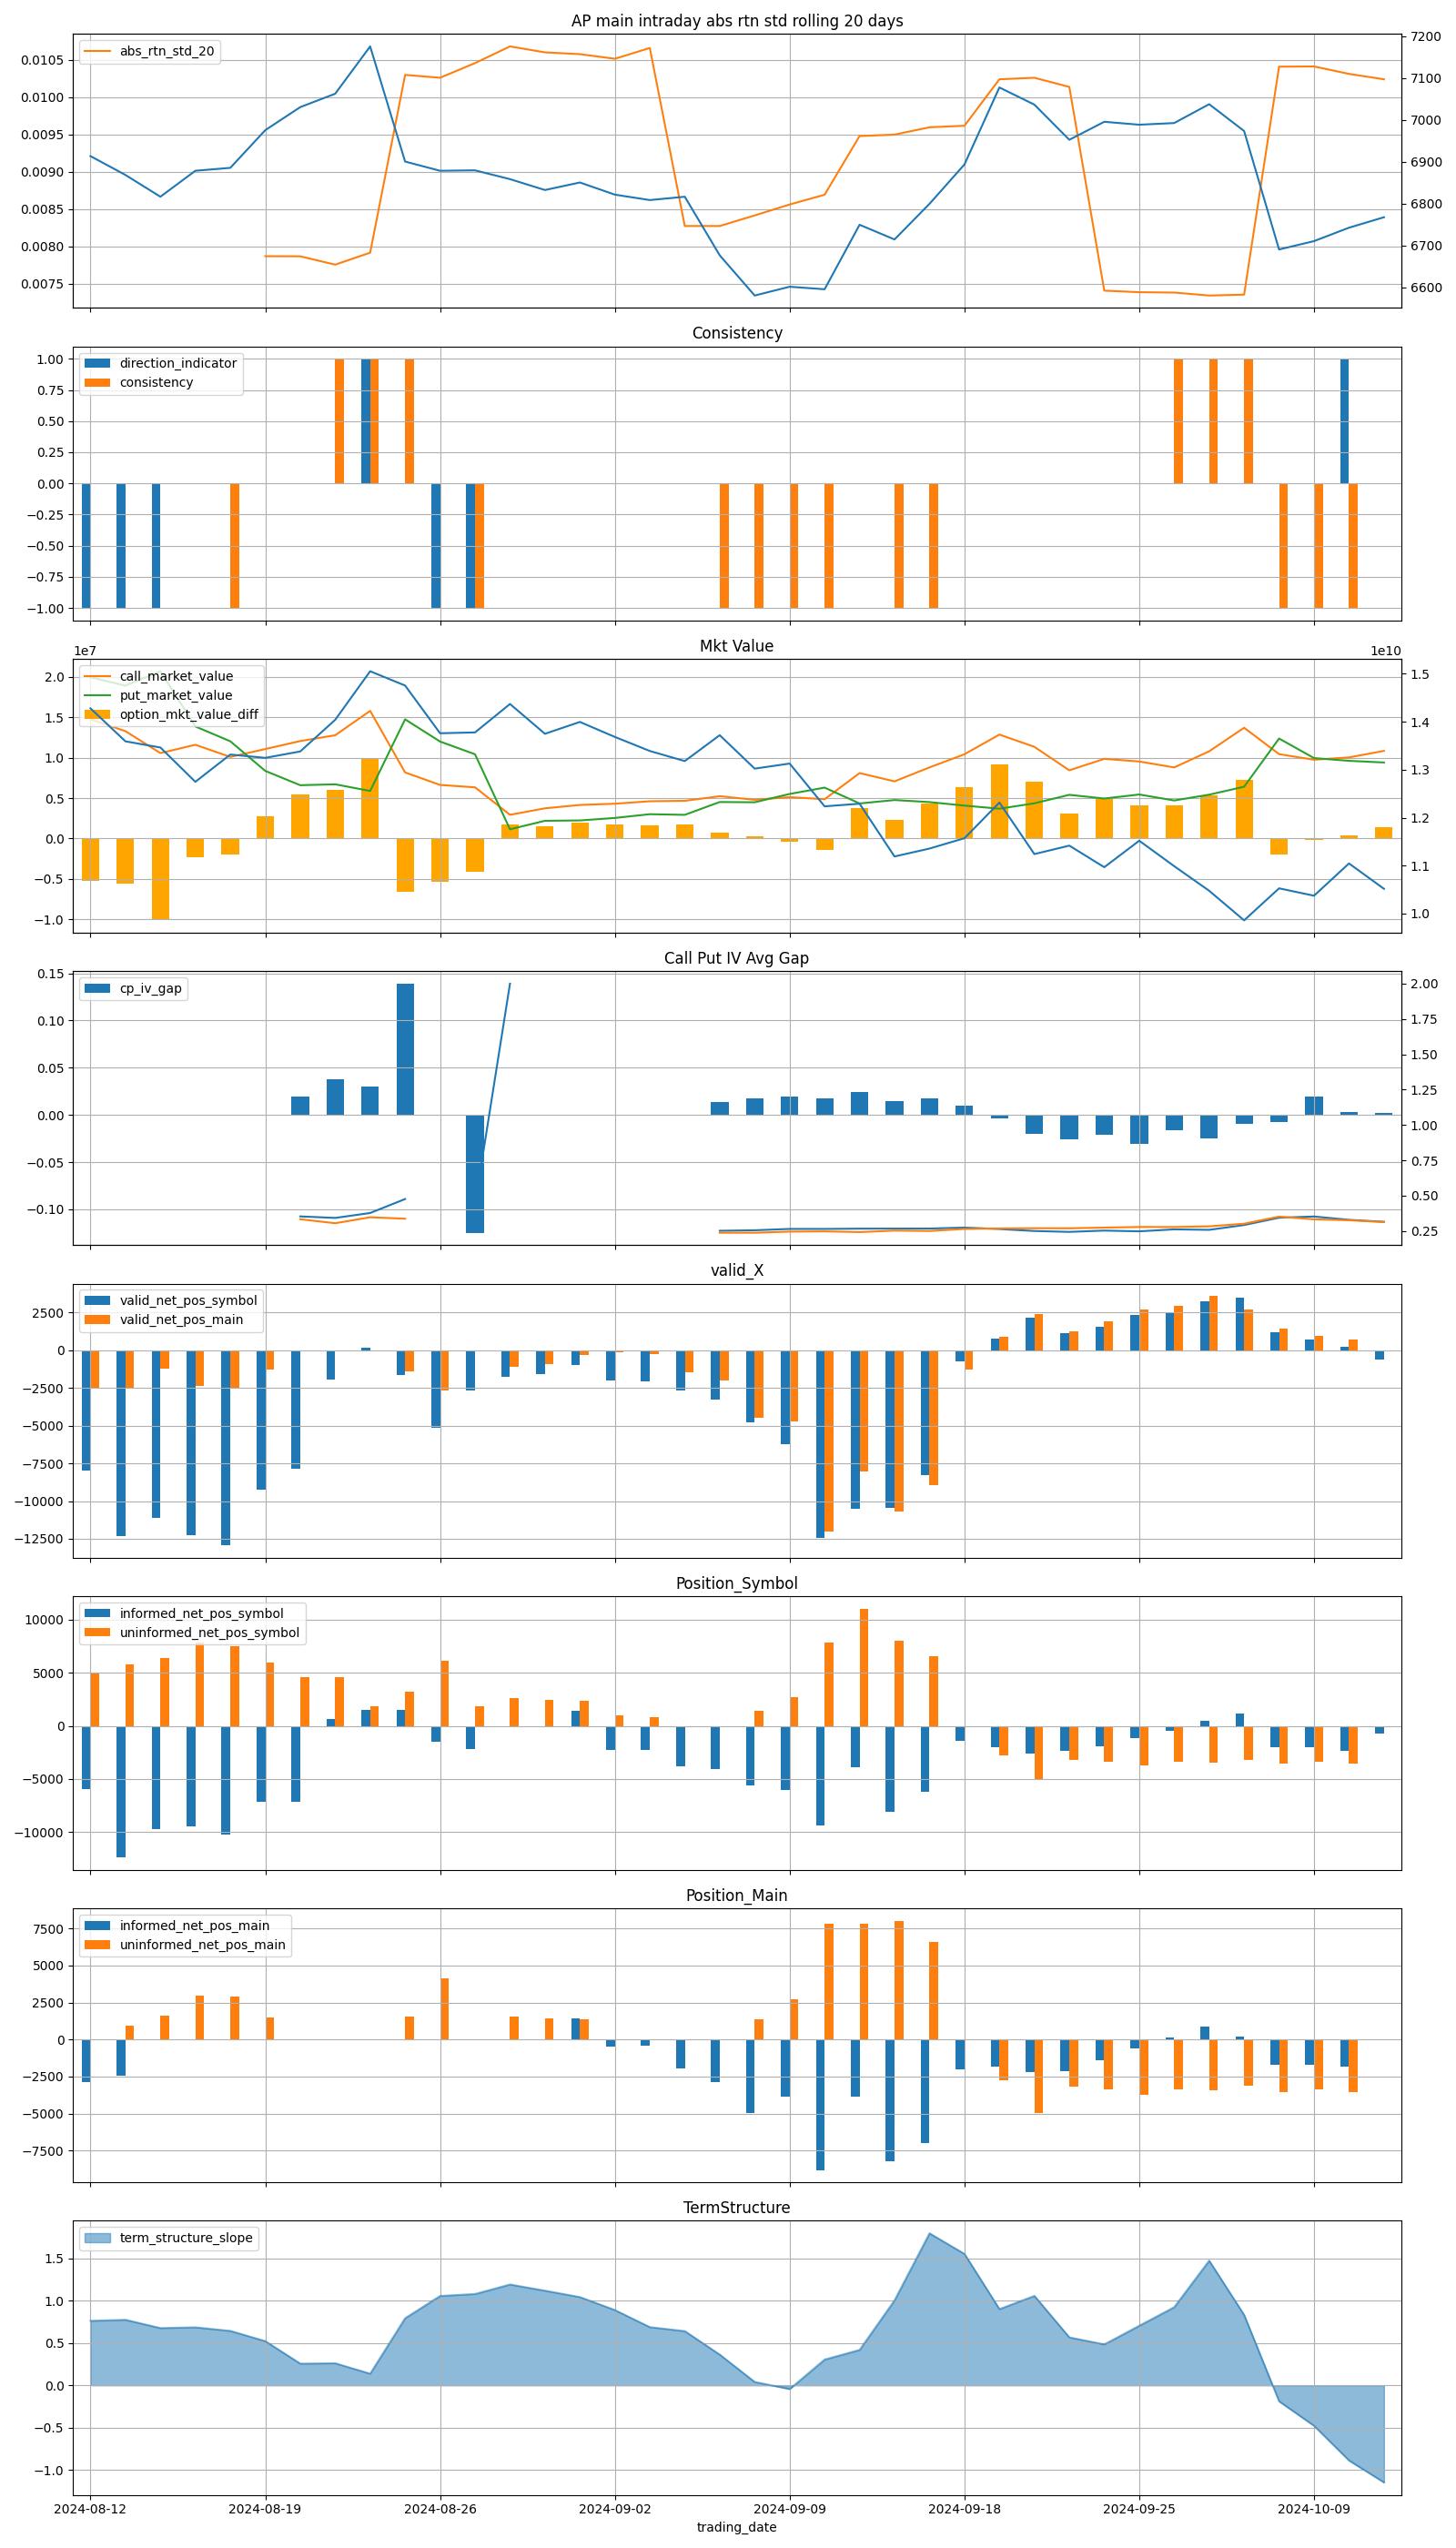 AP main intraday abs rtn std rolling 20 days
abs_rtn_std_20
0.0105
0.0100
0.0095
0.0090
0.0085
0.0080
0.0075
7200
7100
7000
6900
6800
6700
6600
Consistency
direction_indicator
consistency
1.00
0.75
0.50
0.25
0.00
−0.25
−0.50
−0.75
−1.00
Mkt Value
1e7
1e10
call_market_value
put_market_value
option_mkt_value_diff
2.0
1.5
1.0
0.5
0.0
−0.5
−1.0
1.5
1.4
1.3
1.2
1.1
1.0
Call Put IV Avg Gap
cp_iv_gap
0.15
0.10
0.05
0.00
−0.05
−0.10
2.00
1.75
1.50
1.25
1.00
0.75
0.50
0.25
valid_X
valid_net_pos_symbol
valid_net_pos_main
2500
0
−2500
−5000
−7500
−10000
−12500
Position_Symbol
informed_net_pos_symbol
uninformed_net_pos_symbol
10000
5000
0
−5000
−10000
Position_Main
informed_net_pos_main
uninformed_net_pos_main
7500
5000
2500
0
−2500
−5000
−7500
TermStructure
term_structure_slope
1.5
1.0
0.5
0.0
−0.5
−1.0
2024-08-12 2024-08-19 2024-08-26 2024-09-02 2024-09-09 2024-09-18 2024-09-25 2024-10-09
trading_date